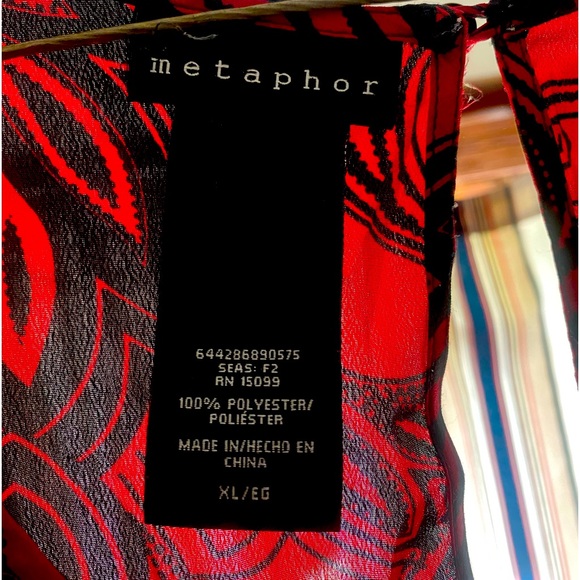 metaphor
644286890575
SEAS: F2
RN 15099
100% POLYESTER/
POLIÉSTER
MADE IN/HECHO EN
CHINA
XL/EG